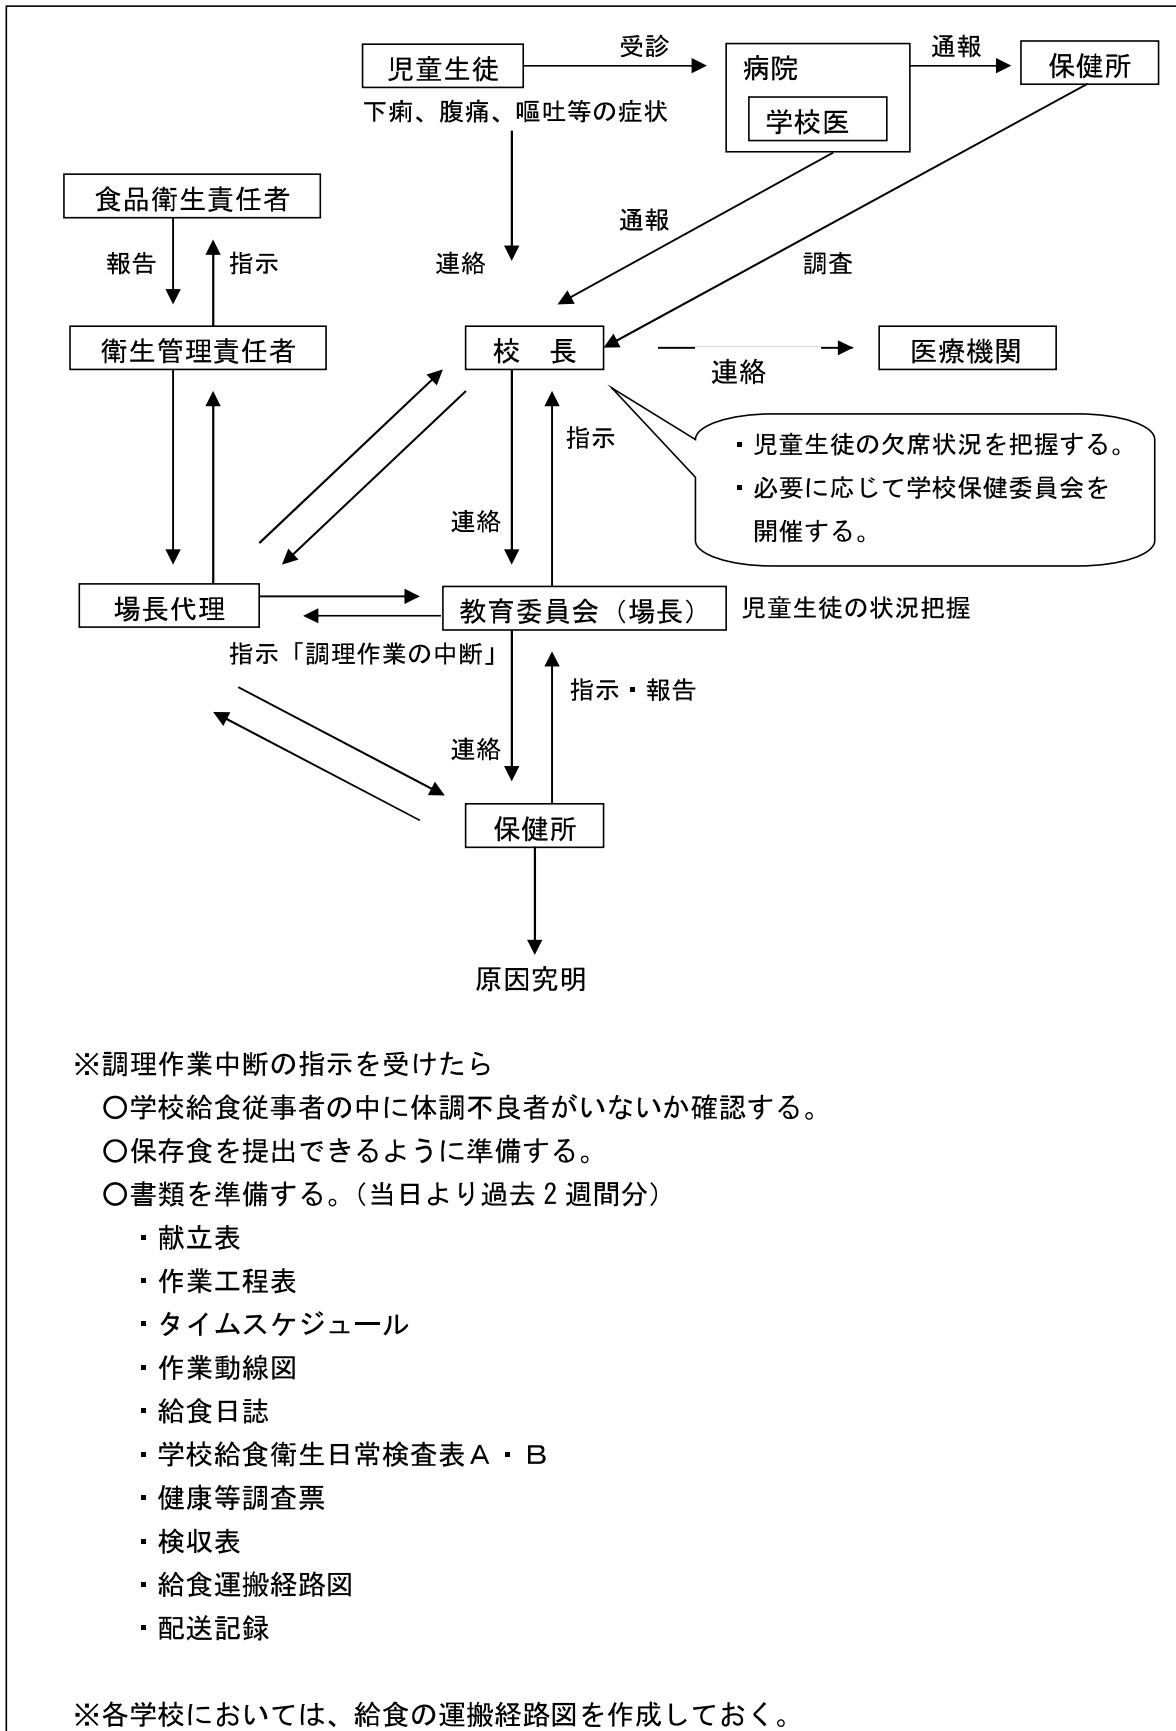 児童生徒
受診
病院
学校医
通報
保健所
下痢、腹痛、嘔吐等の症状
食品衛生責任者
報告
指示
連絡
通報
調査
衛生管理責任者
校　長
連絡
医療機関
指示
・児童生徒の欠席状況を把握する。
・必要に応じて学校保健委員会を
開催する。
連絡
場長代理
教育委員会（場長）
児童生徒の状況把握
指示「調理作業の中断」
指示・報告
連絡
保健所
原因究明
※調理作業中断の指示を受けたら
○学校給食従事者の中に体調不良者がいないか確認する。
○保存食を提出できるように準備する。
○書類を準備する。（当日より過去２週間分）
・献立表
・作業工程表
・タイムスケジュール
・作業動線図
・給食日誌
・学校給食衛生日常検査表Ａ・Ｂ
・健康等調査票
・検収表
・給食運搬経路図
・配送記録
※各学校においては、給食の運搬経路図を作成しておく。